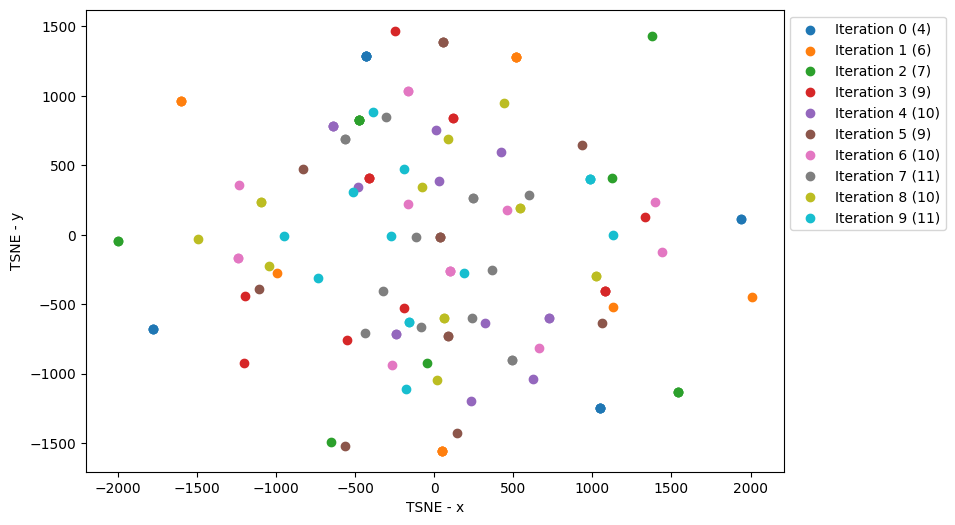 1500
1000
500
0
−500
−1000
−1500
TSNE - y
−2000 −1500 −1000 −500 0 500 1000 1500 2000
TSNE - x
Iteration 0 (4)
Iteration 1 (6)
Iteration 2 (7)
Iteration 3 (9)
Iteration 4 (10)
Iteration 5 (9)
Iteration 6 (10)
Iteration 7 (11)
Iteration 8 (10)
Iteration 9 (11)